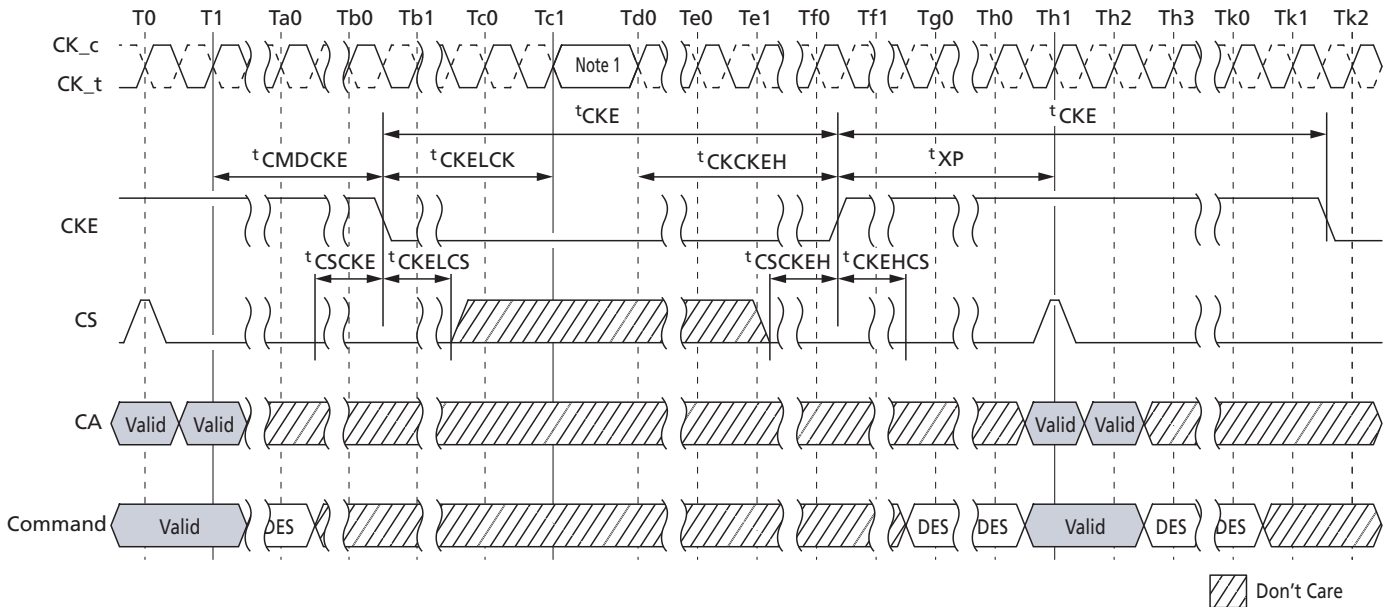 T0 T1 Ta0 Tb0 Tb1 Tc0 Tc1 Td0 Te0 Te1 Tf0 Tf1 Tg0 Th0 Th1 Th2 Th3 Tk0 Tk1 Tk2
CK_c
Note 1
CK_t
tCKE tCKE
tCMDCKE tCKELCK tCKCKEH tXP
CKE
tCSCKE tCKELCS tCSCKEH tCKEHCS
CS
CA Valid Valid Valid Valid
Command Valid DES DES DES Valid DES DES
Don't Care